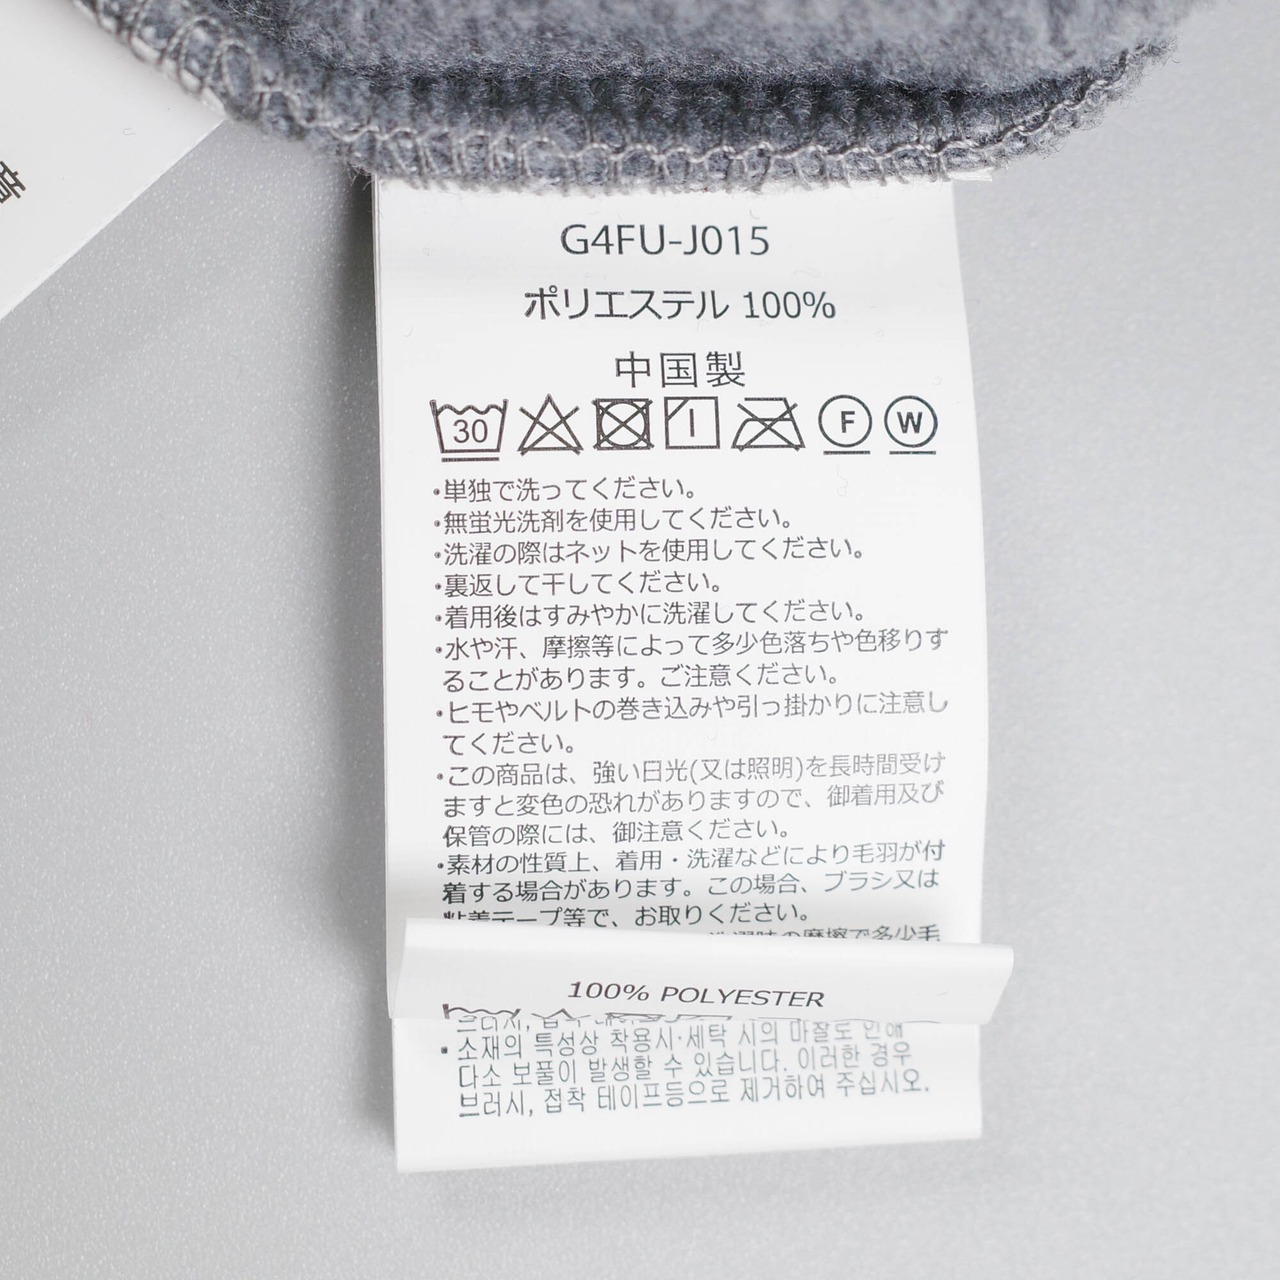 G4FU-J015
ポリエステル 100%
中国製
30
F
W
・単独で洗ってください。
・無蛍光洗剤を使用してください。
・洗濯の際はネットを使用してください。
・裏返して干してください。
・着用後はすみやかに洗濯してください。
・水や汗、摩擦等によって多少色落ちや色移りす
ることがあります。ご注意ください。
・ヒモやベルトの巻き込みや引っ掛かりに注意し
てください。
・この商品は、強い日光(又は照明)を長時間受け
ますと変色の恐れがありますので、御着用及び
保管の際には、御注意ください。
・素材の性質上、着用・洗濯などにより毛羽が付
着する場合があります。この場合、ブラシ又は
粘着テープ等で、お取りください。
の摩擦で多少毛
100% POLYESTER
・소재의 특성상 착용시·세탁 시의 마찰로 인해
다소 보풀이 발생할 수 있습니다. 이러한 경우
브러시, 접착 테이프등으로 제거하여 주십시오.